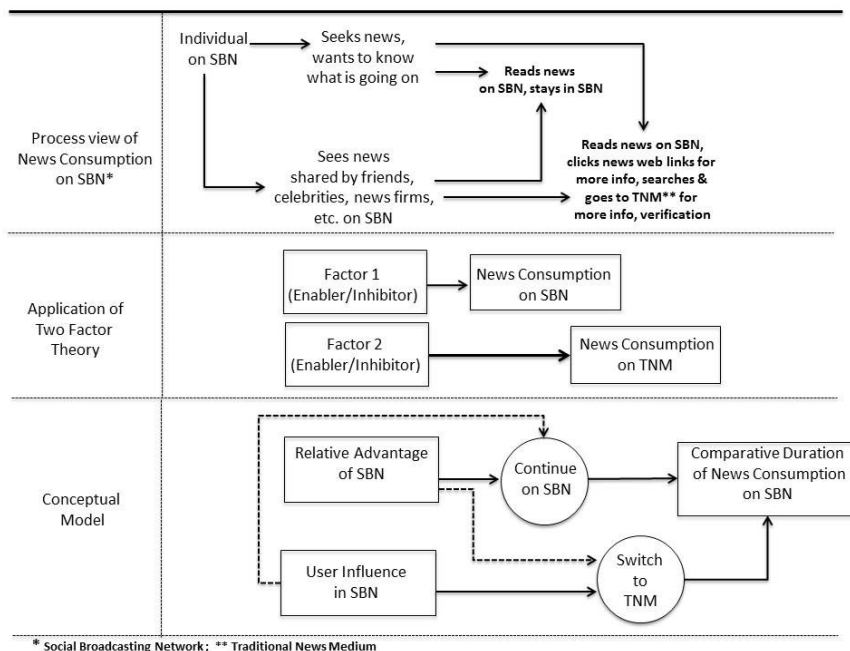 Process view of
News Consumption
on SBN*
Individual
on SBN
Seeks news,
wants to know
what is going on
Reads news
on SBN, stays in SBN
Sees news
shared by friends,
celebrities, news firms,
etc. on SBN
Reads news on SBN,
clicks news web links for
more info, searches &
goes to TNM** for
more info, verification
Application of
Two Factor
Theory
Factor 1
(Enabler/Inhibitor)
News Consumption
on SBN
Factor 2
(Enabler/Inhibitor)
News Consumption
on TNM
Conceptual
Model
Relative Advantage
of SBN
Continue
on SBN
Comparative Duration
of News Consumption
on SBN
User Influence
in SBN
Switch
to
TNM
* Social Broadcasting Network; ** Traditional News Medium